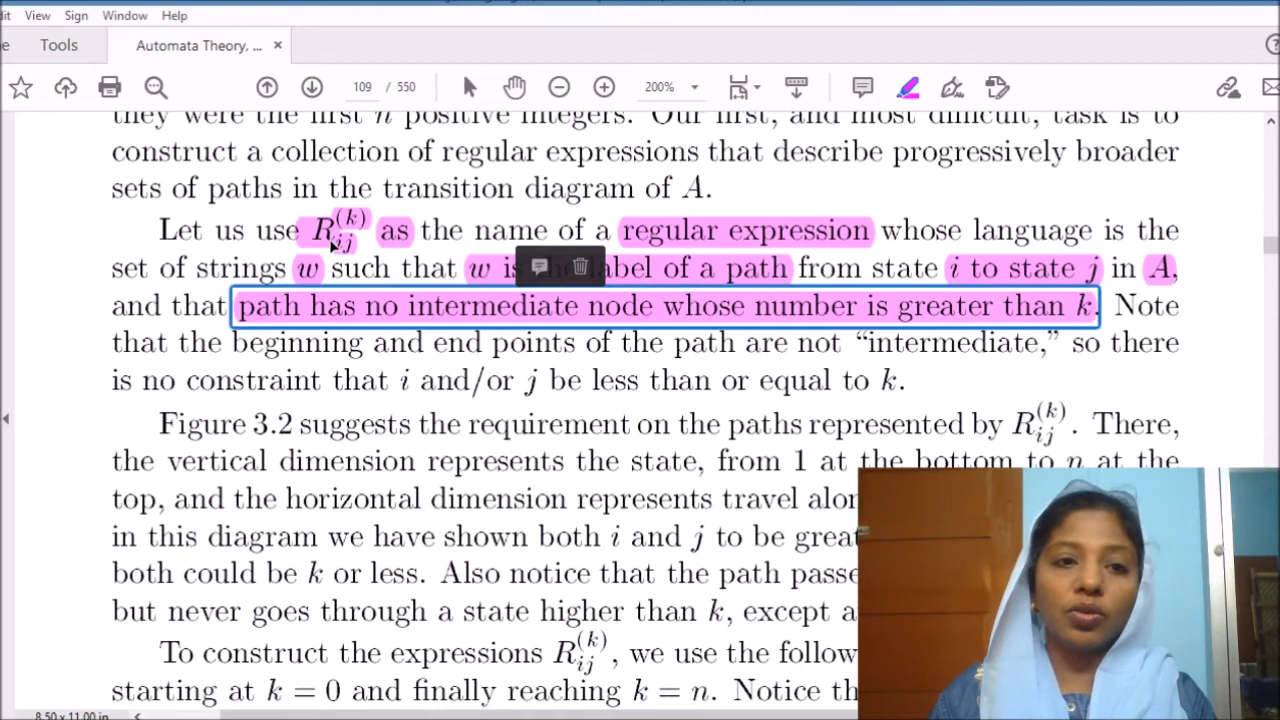 View Sign Window Help
Tools Automata Theory, ... ×
109 / 550 200%
they were the first n positive integers. Our first, and most difficult, task is to
construct a collection of regular expressions that describe progressively broader
sets of paths in the transition diagram of A.
Let us use R_{ij}^{(k)} as the name of a regular expression whose language is the
set of strings w such that w is label of a path from state i to state j in A,
and that path has no intermediate node whose number is greater than k. Note
that the beginning and end points of the path are not “intermediate,” so there
is no constraint that i and/or j be less than or equal to k.
Figure 3.2 suggests the requirement on the paths represented by R_{ij}^{(k)}. There,
the vertical dimension represents the state, from 1 at the bottom to n at the
top, and the horizontal dimension represents travel
in this diagram we have shown both i and j to be
both could be k or less. Also notice that the path
but never goes through a state higher than k, except
To construct the expressions R_{ij}^{(k)}, we use the
starting at k = 0 and finally reaching k = n. Notice
8.50 x 11.00 in